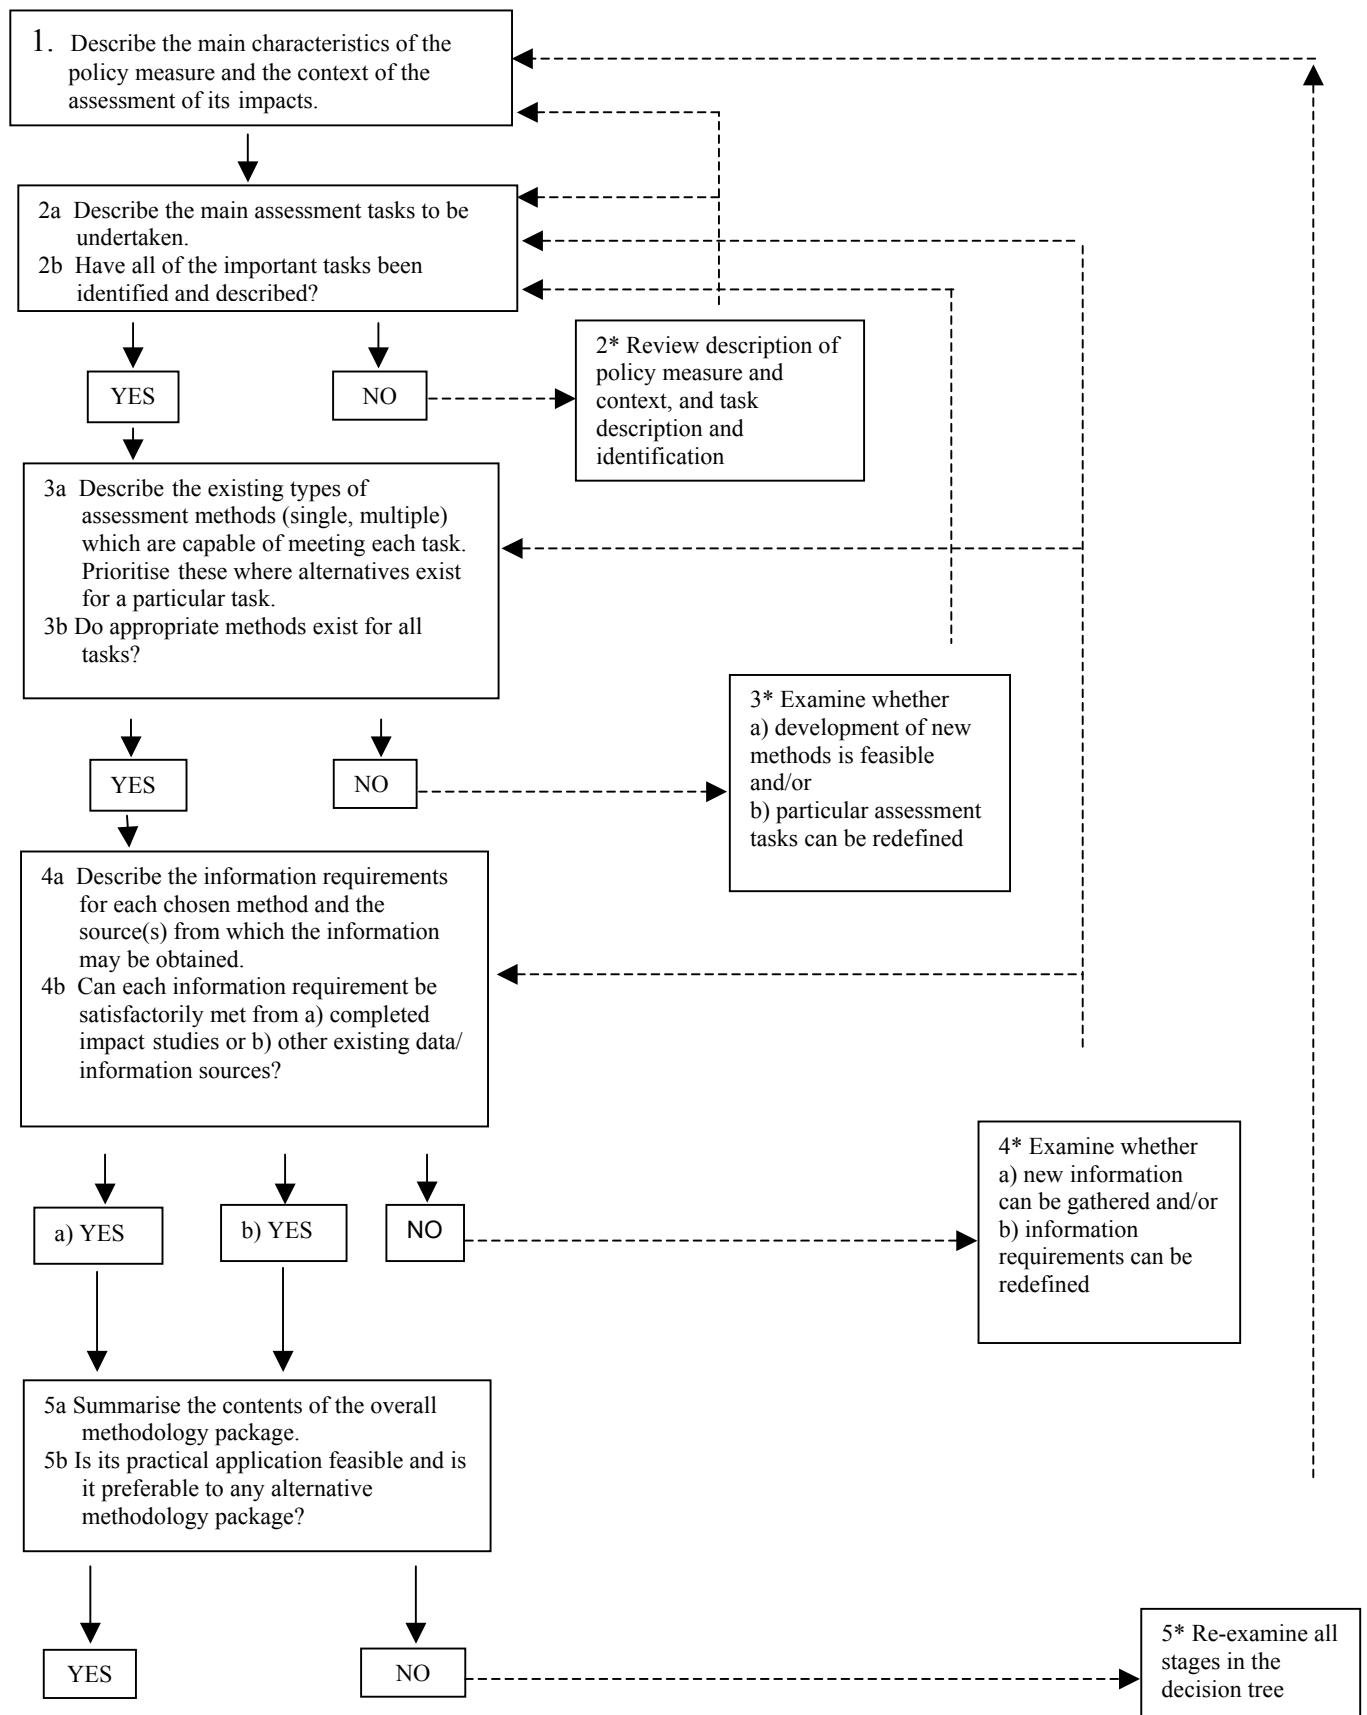 1. Describe the main characteristics of the
policy measure and the context of the
assessment of its impacts.
2a Describe the main assessment tasks to be
undertaken.
2b Have all of the important tasks been
identified and described?
YES
NO
2* Review description of
policy measure and
context, and task
description and
identification
3a Describe the existing types of
assessment methods (single, multiple)
which are capable of meeting each task.
Prioritise these where alternatives exist
for a particular task.
3b Do appropriate methods exist for all
tasks?
YES
NO
3* Examine whether
a) development of new
methods is feasible
and/or
b) particular assessment
tasks can be redefined
4a Describe the information requirements
for each chosen method and the
source(s) from which the information
may be obtained.
4b Can each information requirement be
satisfactorily met from a) completed
impact studies or b) other existing data/
information sources?
a) YES
b) YES
NO
4* Examine whether
a) new information
can be gathered and/or
b) information
requirements can be
redefined
5a Summarise the contents of the overall
methodology package.
5b Is its practical application feasible and is
it preferable to any alternative
methodology package?
YES
NO
5* Re-examine all
stages in the
decision tree